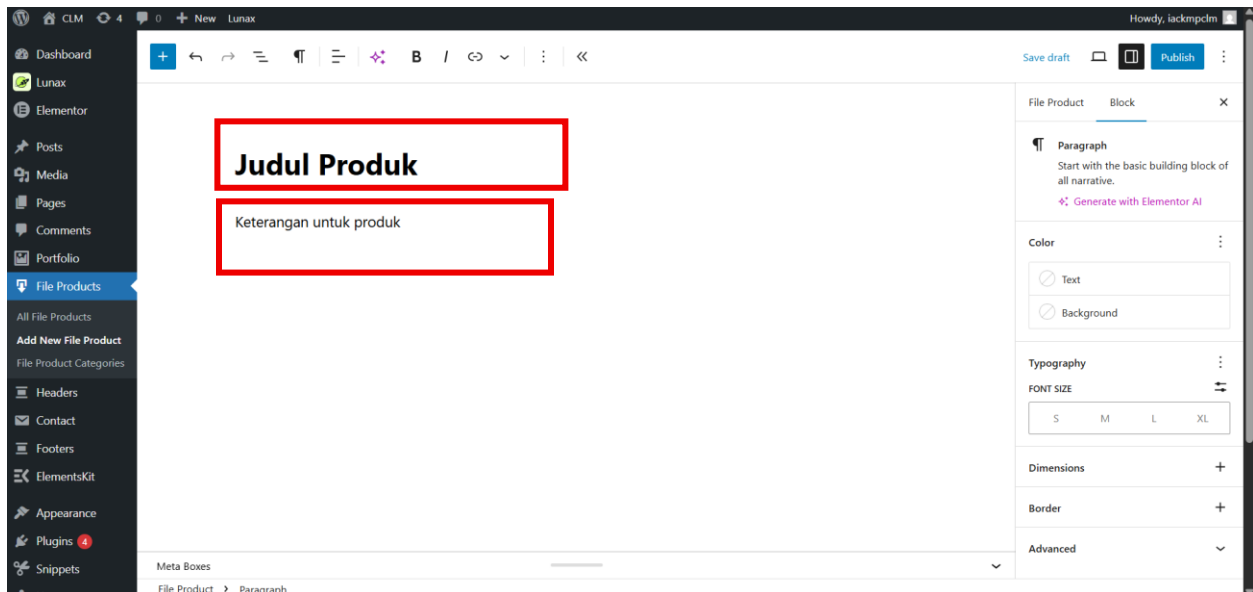 CLM 4 0 New Lunax
Howdy, iackmpclm
Dashboard
Lunax
Elementor
Posts
Media
Pages
Comments
Portfolio
File Products
All File Products
Add New File Product
File Product Categories
Headers
Contact
Footers
ElementsKit
Appearance
Plugins 4
Snippets
B I
Save draft
Publish
Judul Produk
Keterangan untuk produk
Meta Boxes
File Product > Paragraph
File Product Block
Paragraph
Start with the basic building block of
all narrative.
Generate with Elementor AI
Color
Text
Background
Typography
FONT SIZE
S M L XL
Dimensions
Border
Advanced